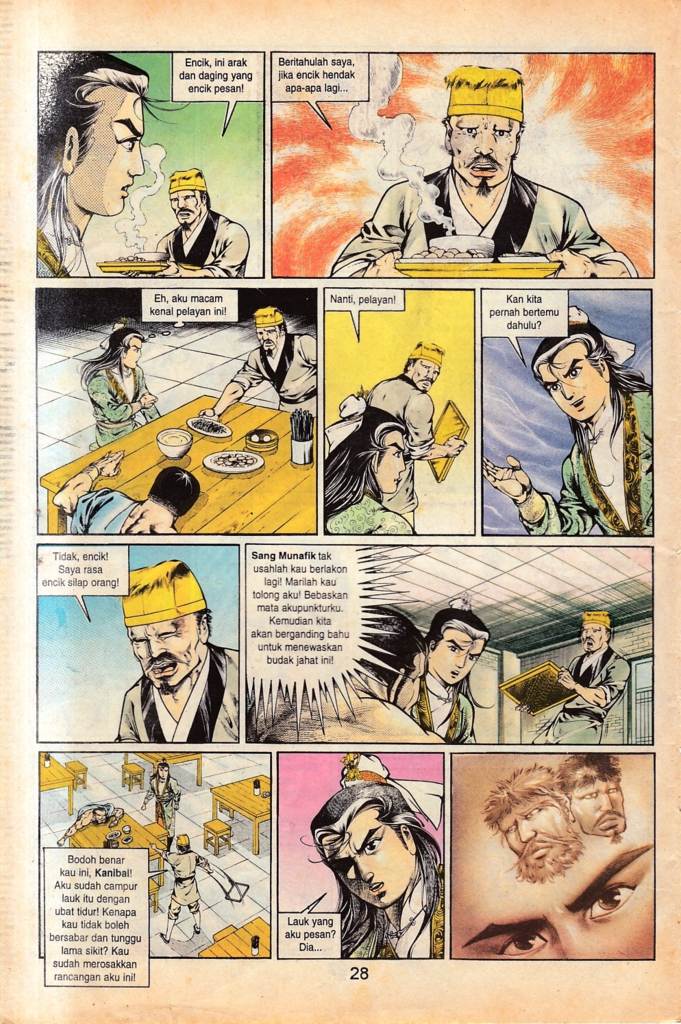 Encik, ini arak
dan daging yang
encik pesan!
Beritahulah saya,
jika encik hendak
apa-apa lagi...
Eh, aku macam
kenal pelayan ini!
Nanti, pelayan!
Kan kita
pernah bertemu
dahulu?
Tidak, encik!
Saya rasa
encik silap orang!
Sang Munafik tak
usahlah kau berlakon
lagi! Marilah kau
tolong aku! Bebaskan
mata akupunkturku.
Kemudian kita
akan berganding bahu
untuk menewaskan
budak jahat ini!
Bodoh benar
kau ini, Kanibal!
Aku sudah campur
lauk itu dengan
ubat tidur! Kenapa
kau tidak boleh
bersabar dan tunggu
lama sikit? Kau
sudah merosakkan
rancangan aku ini!
Lauk yang
aku pesan?
Dia...
28